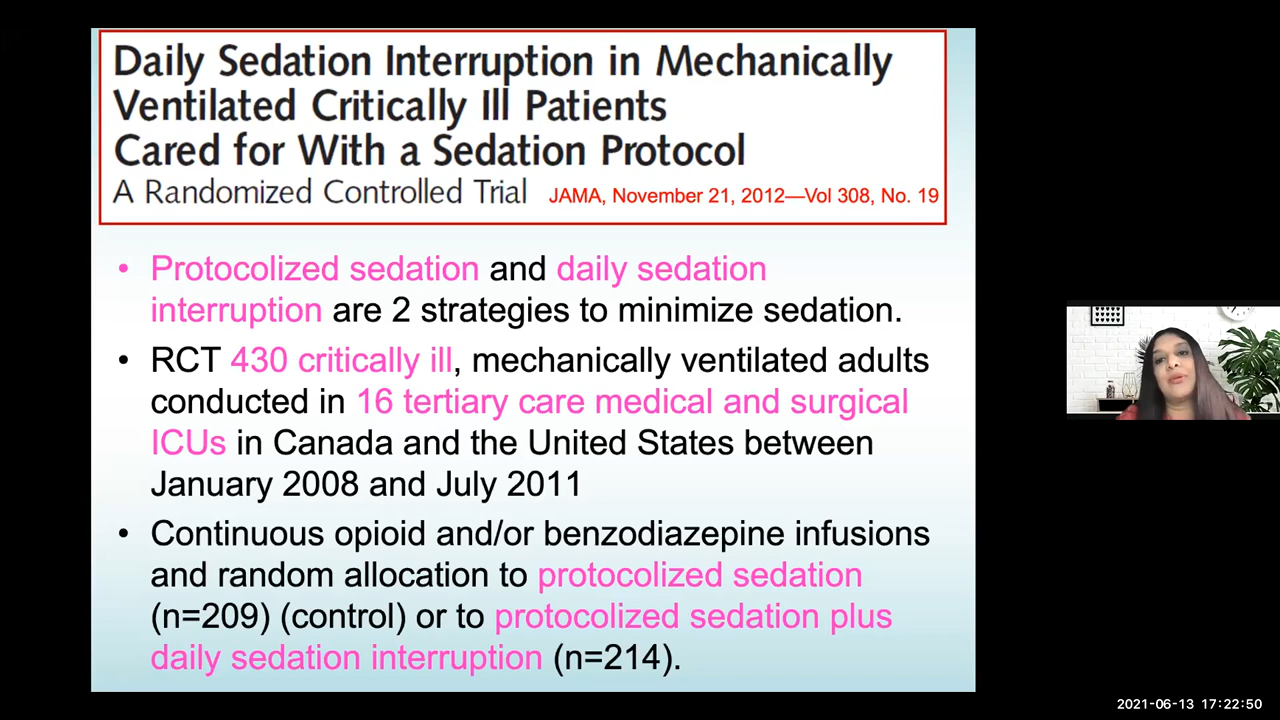 Daily Sedation Interruption in Mechanically
Ventilated Critically Ill Patients
Cared for With a Sedation Protocol
A Randomized Controlled Trial JAMA, November 21, 2012—Vol 308, No. 19
• Protocolized sedation and daily sedation
interruption are 2 strategies to minimize sedation.
• RCT 430 critically ill, mechanically ventilated adults
conducted in 16 tertiary care medical and surgical
ICUs in Canada and the United States between
January 2008 and July 2011
• Continuous opioid and/or benzodiazepine infusions
and random allocation to protocolized sedation
(n=209) (control) or to protocolized sedation plus
daily sedation interruption (n=214).
2021-06-13 17:22:50